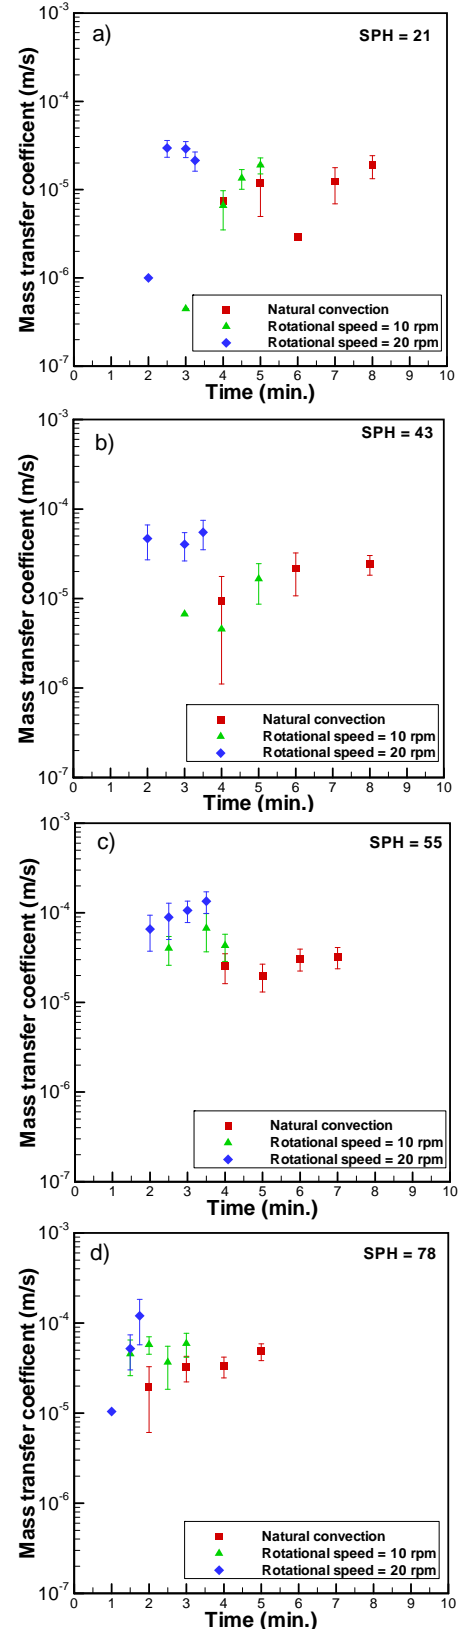 a)
SPH = 21
Mass transfer coefficent (m/s)
10-4
10-5
10-6
10-7
Natural convection
Rotational speed = 10 rpm
Rotational speed = 20 rpm
0 1 2 3 4 5 6 7 8 9 10
Time (min.)
b)
SPH = 43
Mass transfer coefficent (m/s)
10-3
10-4
10-5
10-6
10-7
Natural convection
Rotational speed = 10 rpm
Rotational speed = 20 rpm
0 1 2 3 4 5 6 7 8 9 10
Time (min.)
c)
SPH = 55
Mass transfer coefficent (m/s)
10-3
10-4
10-5
10-6
10-7
Natural convection
Rotational speed = 10 rpm
Rotational speed = 20 rpm
0 1 2 3 4 5 6 7 8 9 10
Time (min.)
d)
SPH = 78
Mass transfer coefficent (m/s)
10-3
10-4
10-5
10-6
10-7
Natural convection
Rotational speed = 10 rpm
Rotational speed = 20 rpm
0 1 2 3 4 5 6 7 8 9 10
Time (min.)